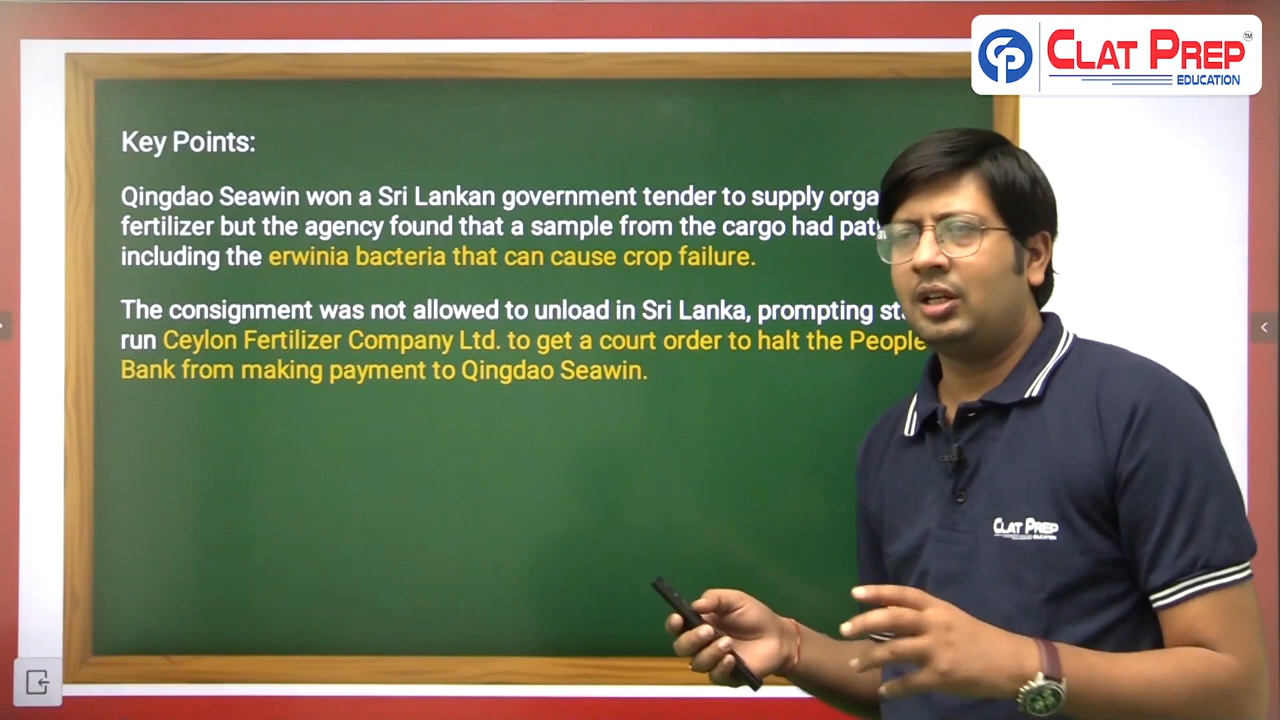 CLAT PREP
TM
EDUCATION
Key Points:
Qingdao Seawin won a Sri Lankan government tender to supply
fertilizer but the agency found that a sample from the cargo had
including the erwinia bacteria that can cause crop failure.
The consignment was not allowed to unload in Sri Lanka, prompting
run Ceylon Fertilizer Company Ltd. to get a court order to halt the People
Bank from making payment to Qingdao Seawin.
CLAT PREP
EDUCATION